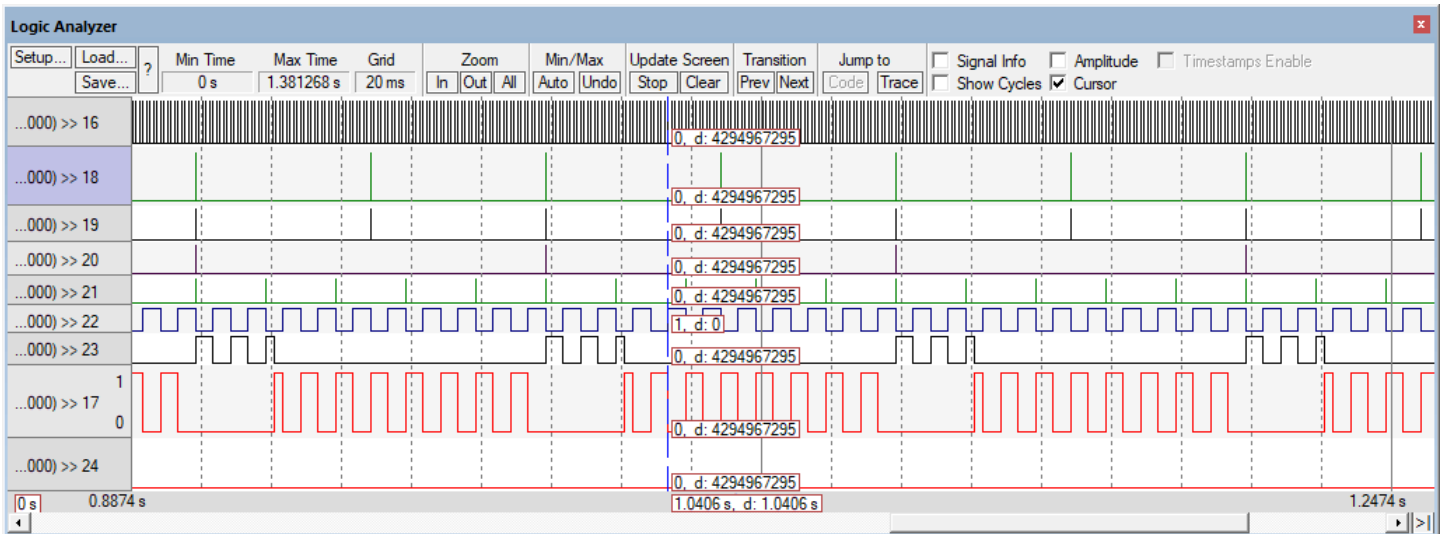 Logic Analyzer
Setup... Load... ? Min Time Max Time Grid Zoom Min/Max Update Screen Transition Jump to Signal Info Amplitude Timestamps Enable
Save... 0 s 1.381268 s 20 ms In Out All Auto Undo Stop Clear Prev Next Code Trace Show Cycles Cursor
...000) >> 16
0, d: 4294967295
...000) >> 18
0, d: 4294967295
...000) >> 19
0, d: 4294967295
...000) >> 20
0, d: 4294967295
...000) >> 21
0, d: 4294967295
...000) >> 22
1, d: 0
...000) >> 23
0, d: 4294967295
1
...000) >> 17
0
0, d: 4294967295
...000) >> 24
0, d: 4294967295
0 s 0.8874 s 1.0406 s, d: 1.0406 s 1.2474 s
>|